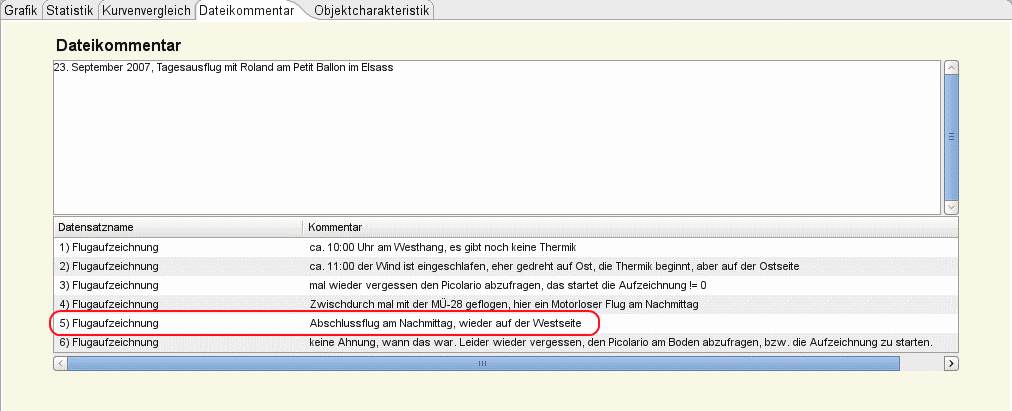 Grafik Statistik Kurvenvergleich Dateikommentar Objektcharakteristik
Dateikommentar
23. September 2007, Tagesausflug mit Roland am Petit Ballon im Elsass
Datensatzname Kommentar
1) Flugaufzeichnung ca. 10:00 Uhr am Westhang, es gibt noch keine Thermik
2) Flugaufzeichnung ca. 11:00 der Wind ist eingeschlafen, eher gedreht auf Ost, die Thermik beginnt, aber auf der Ostseite
3) Flugaufzeichnung mal wieder vergessen den Picolario abzufragen, das startet die Aufzeichnung != 0
4) Flugaufzeichnung Zwischdurch mal mit der MÜ-28 geflogen, hier ein Motorloser Flug am Nachmittag
5) Flugaufzeichnung Abschlussflug am Nachmittag, wieder auf der Westseite
6) Flugaufzeichnung keine Ahnung, wann das war. Leider wieder vergessen, den Picolario am Boden abzufragen, bzw. die Aufzeichnung zu starten.